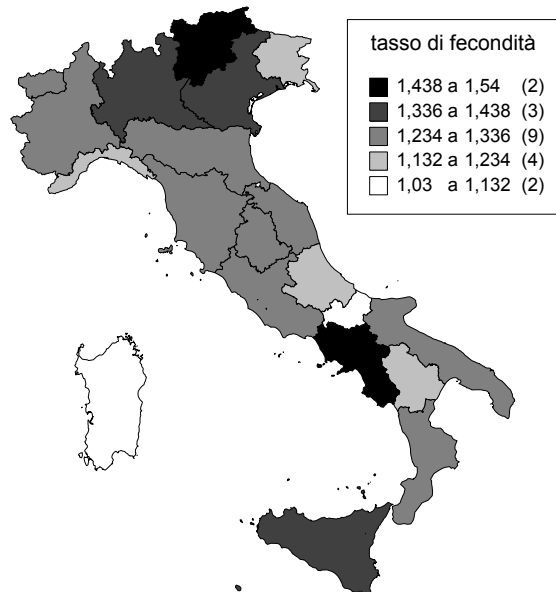 tasso di fecondità
1,438 a 1,54 (2)
1,336 a 1,438 (3)
1,234 a 1,336 (9)
1,132 a 1,234 (4)
1,03 a 1,132 (2)